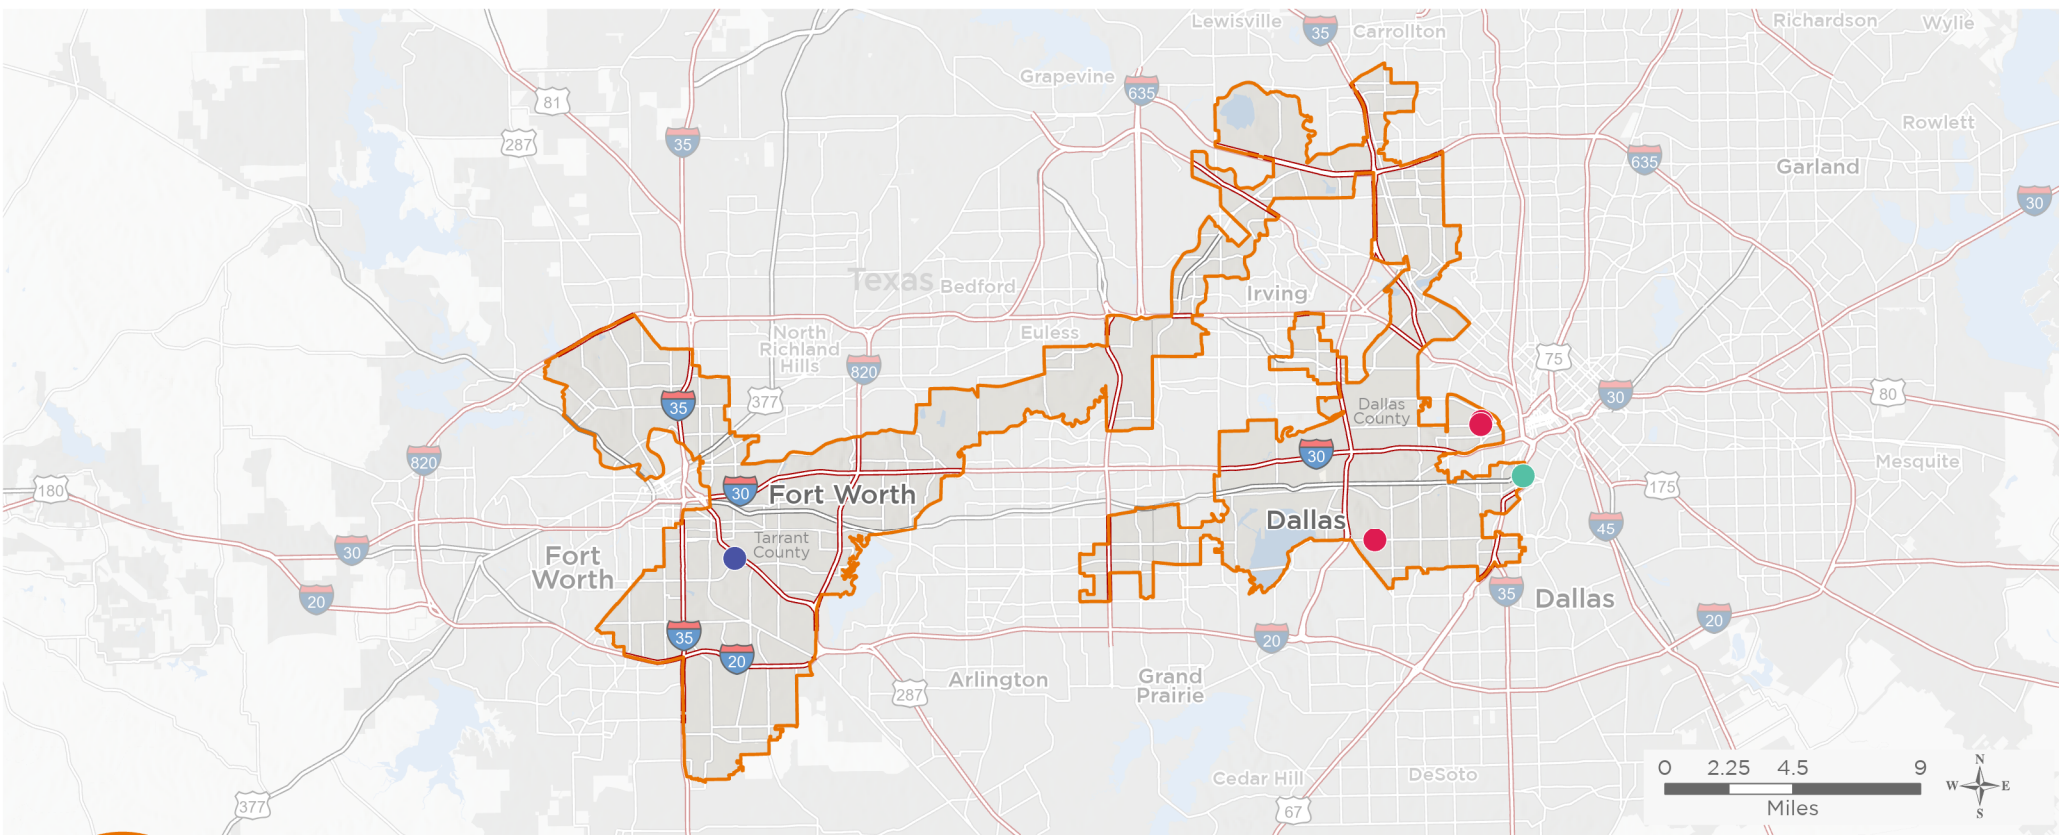 Lewisville
35
Carrollton
Richardson
Wylie
Grapevine
635
81
287
35
Rowlett
635
Garland
30
Texas
Bedford
Irving
North
Richland
Hills
Euless
820
75
377
35
Dallas
County
30
80
820
30
Mesquite
180
30
Fort Worth
175
Dallas
45
Tarrant
County
30
Fort
Worth
20
35
Dallas
20
35
20
20
Arlington
Grand
Prairie
287
Cedar Hill
DeSoto
377
67
0 2.25 4.5 9
Miles
N
W E
S